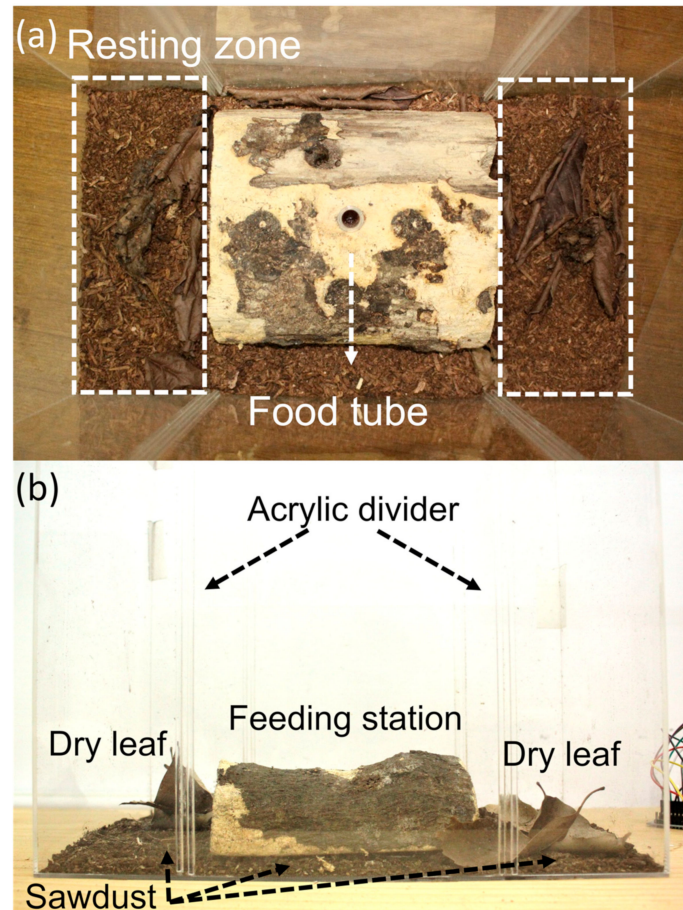 (a) Resting zone
Food tube
(b)
Acrylic divider
Feeding station
Dry leaf
Dry leaf
Sawdust